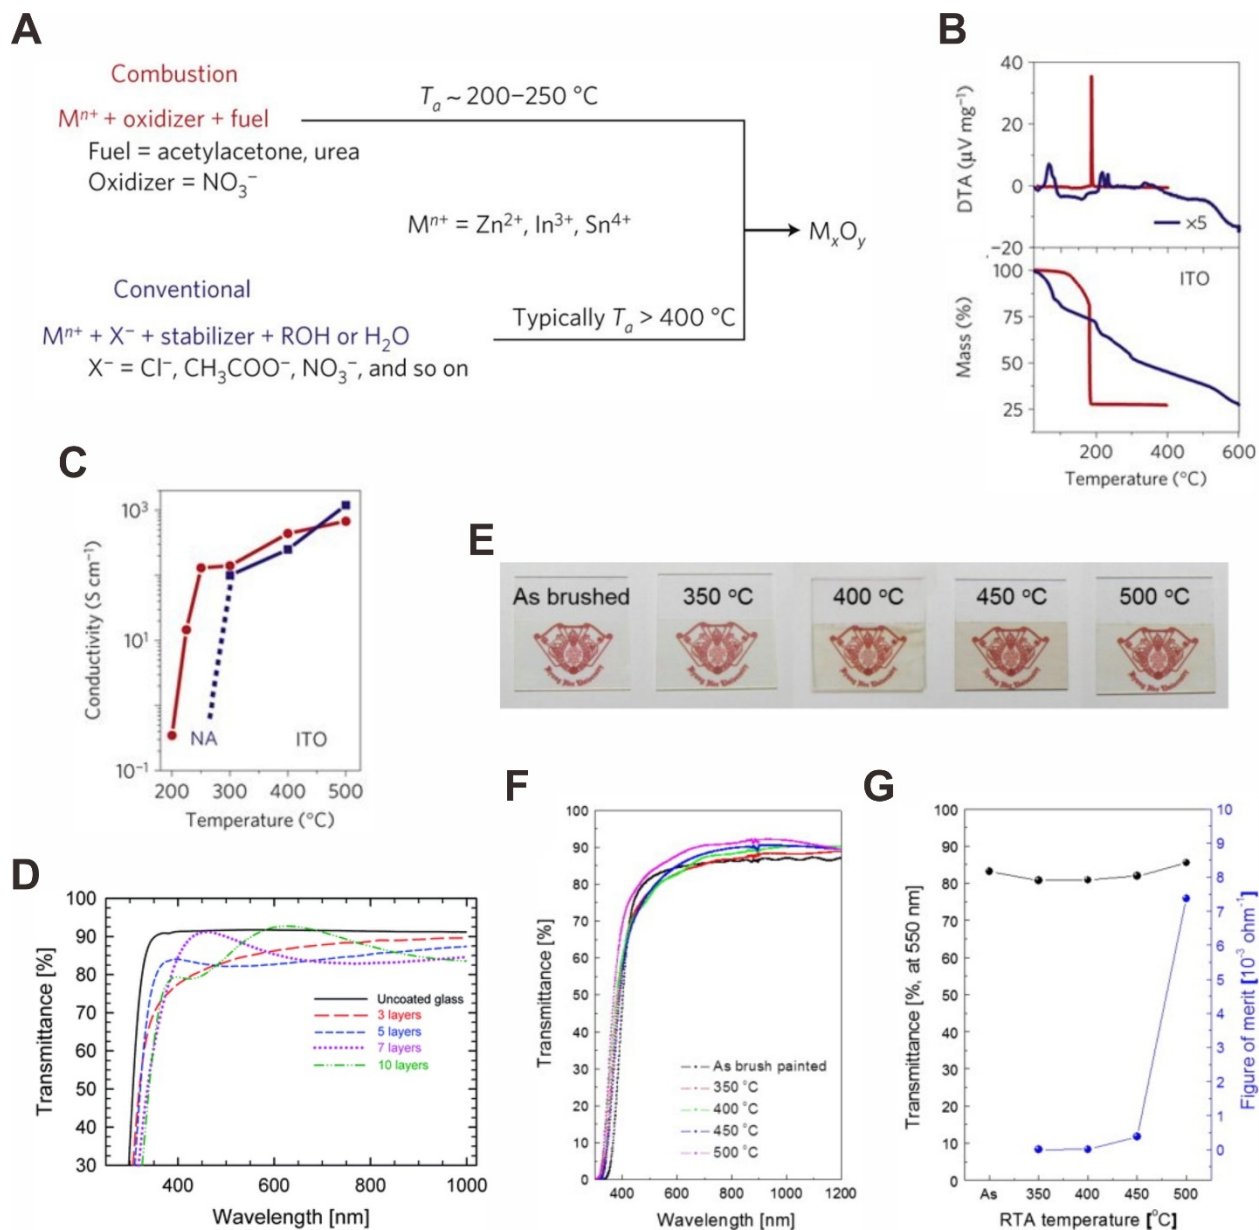 A
Combustion
Mⁿ⁺ + oxidizer + fuel
Fuel = acetylacetone, urea
Oxidizer = NO₃⁻
Tₐ ~ 200–250 °C
Mⁿ⁺ = Zn²⁺, In³⁺, Sn⁴⁺
MₓOᵧ
Conventional
Mⁿ⁺ + X⁻ + stabilizer + ROH or H₂O
X⁻ = Cl⁻, CH₃COO⁻, NO₃⁻, and so on
Typically Tₐ > 400 °C
B
DTA (µV mg⁻¹)
40
20
0
−20
×5
Mass (%)
100
75
50
25
ITO
200 400 600
Temperature (°C)
C
Conductivity (S cm⁻¹)
10³
10¹
10⁻¹
NA
ITO
200 300 400 500
Temperature (°C)
E
As brushed
350 °C
400 °C
450 °C
500 °C
D
Transmittance [%]
100
90
80
70
60
50
40
30
Uncoated glass
3 layers
5 layers
7 layers
10 layers
400 600 800 1000
Wavelength [nm]
F
Transmittance [%]
100
90
80
70
60
50
40
30
20
10
0
As brush painted
350 °C
400 °C
450 °C
500 °C
400 600 800 1000 1200
Wavelength [nm]
G
Transmittance [%, at 550 nm]
100
90
80
70
60
50
40
30
20
10
As 350 400 450 500
RTA temperature [°C]
10
9
8
7
6
5
4
3
2
1
0
Figure of merit [10⁻³ ohm⁻¹]